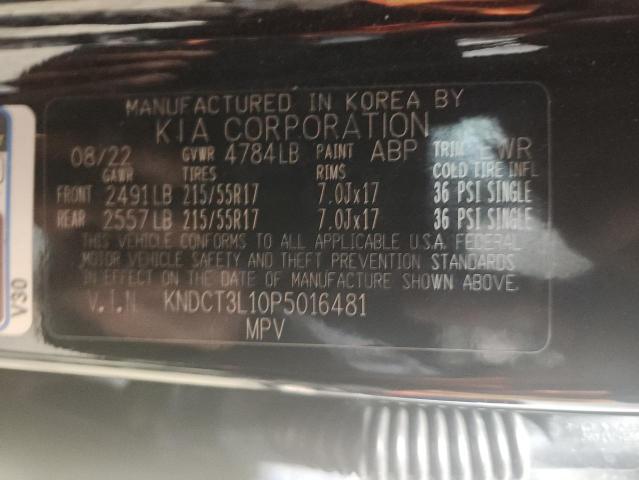 MANUFACTURED IN KOREA BY
KIA CORPORATION
08/22 GVWR 4784LB PAINT ABP TRIM EWR
GAWR TIRES RIMS COLD TIRE INFL
FRONT 2491LB 215/55R17 7.0Jx17 36 PSI SINGLE
REAR 2557LB 215/55R17 7.0Jx17 36 PSI SINGLE
THIS VEHICLE CONFORMS TO ALL APPLICABLE U.S.A. FEDERAL
MOTOR VEHICLE SAFETY AND THEFT PREVENTION STANDARDS
IN EFFECT ON THE DATE OF MANUFACTURE SHOWN ABOVE.
V.I.N KNDCT3L10P5016481
MPV
V30